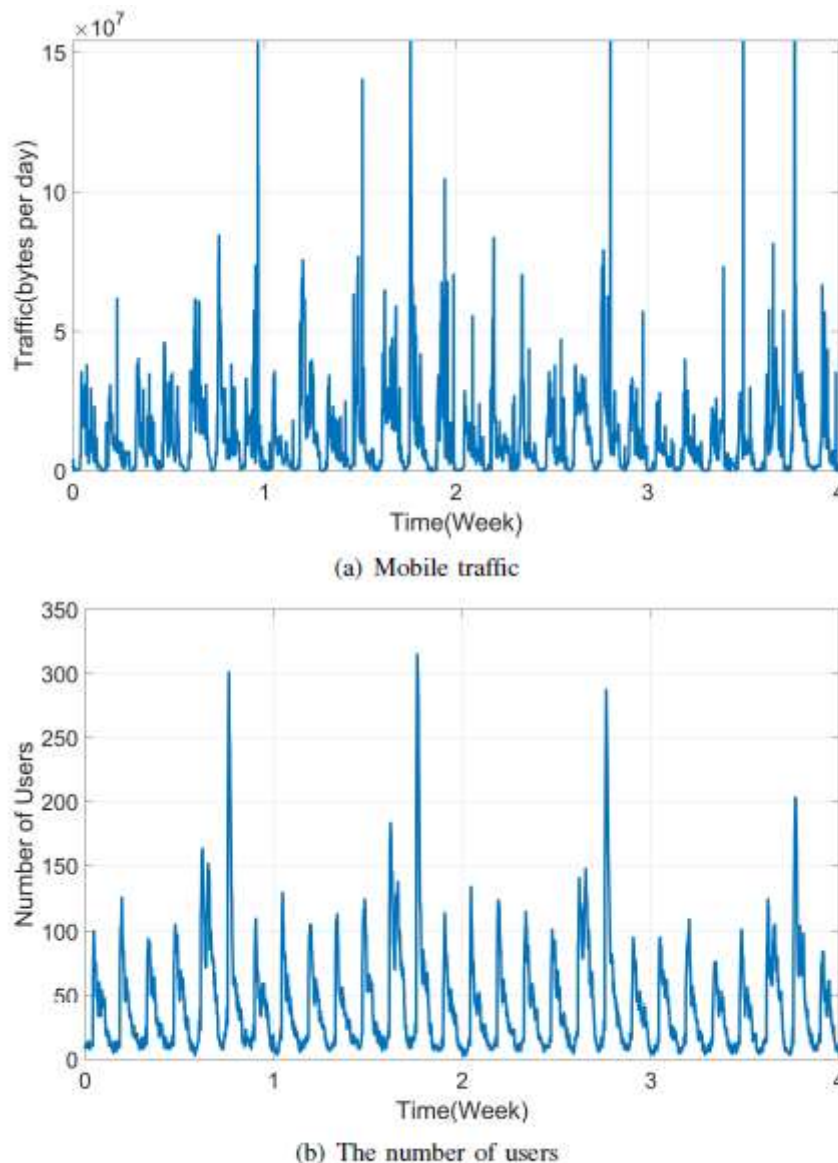 ×10^7
15
10
5
0
Traffic(bytes per day)
0 1 2 3 4
Time(Week)
(a) Mobile traffic
350
300
250
200
150
100
50
0
Number of Users
0 1 2 3 4
Time(Week)
(b) The number of users